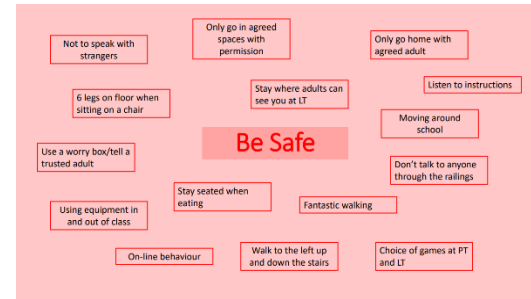 Only go in agreed
spaces with
permission
Not to speak with
strangers
Only go home with
agreed adult
Listen to instructions
Stay where adults can
see you at LT
6 legs on floor when
sitting on a chair
Moving around
school
Be Safe
Use a worry box/tell a
trusted adult
Don't talk to anyone
through the railings
Stay seated when
eating
Fantastic walking
Using equipment in
and out of class
On-line behaviour
Walk to the left up
and down the stairs
Choice of games at PT
and LT